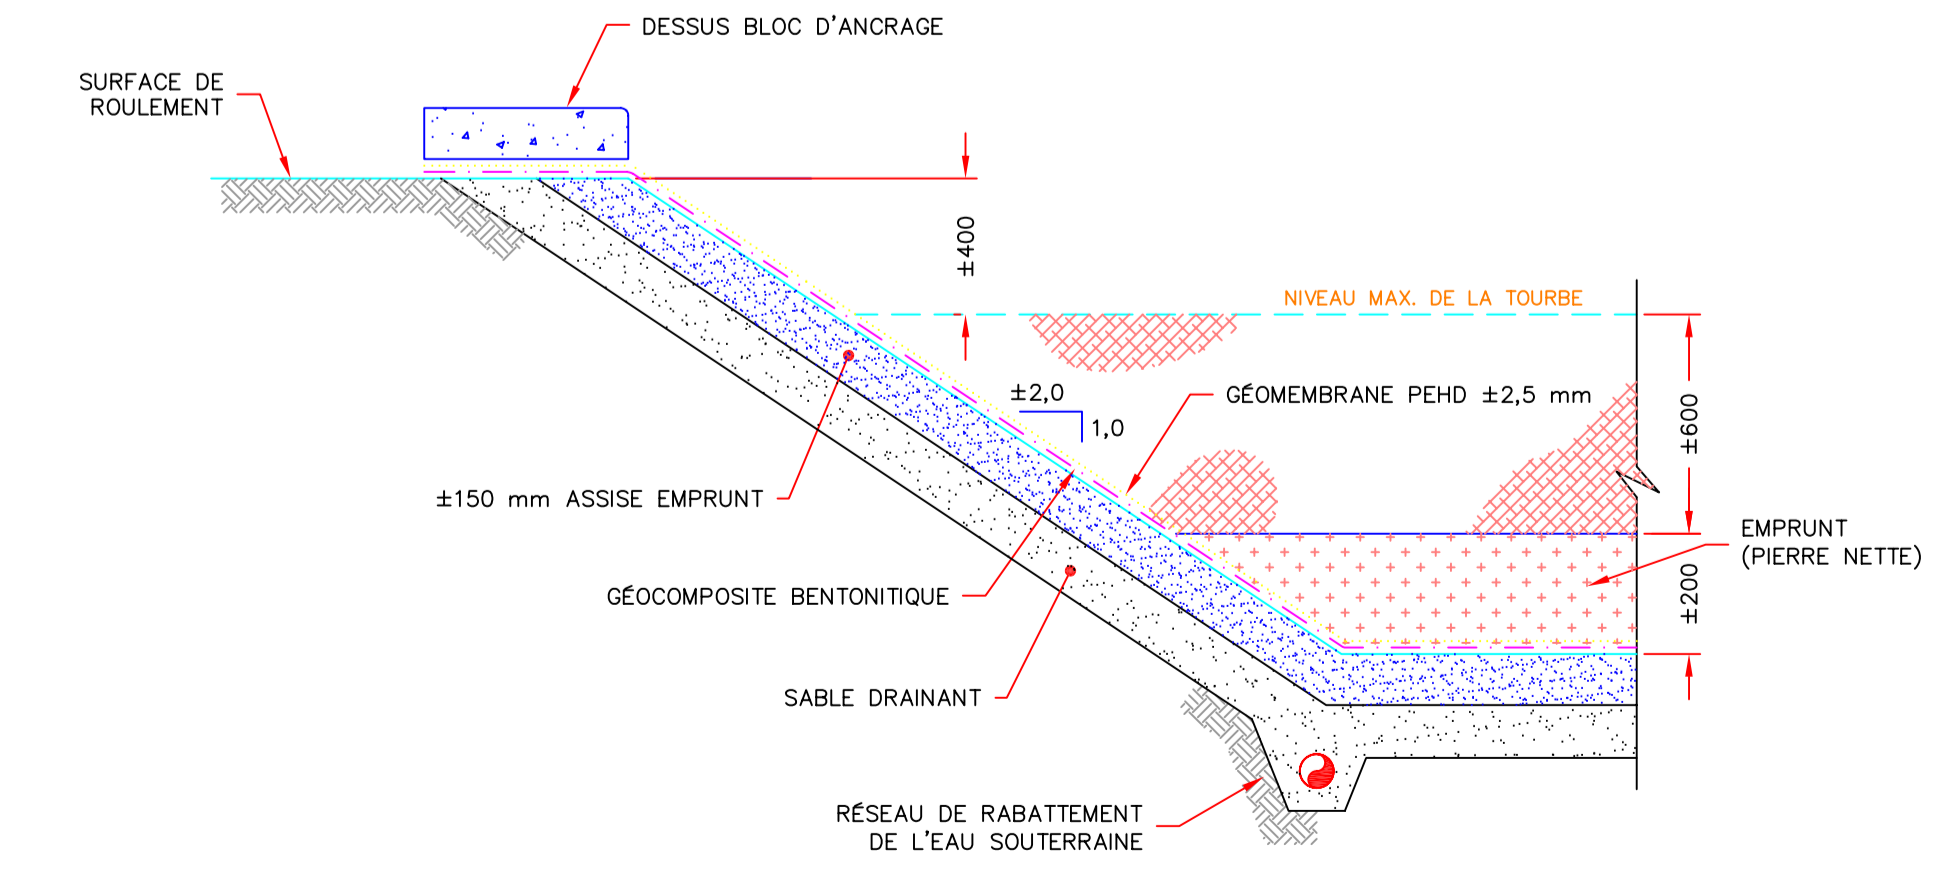 DESSUS BLOC D'ANCRAGE
SURFACE DE
ROULEMENT
±400
NIVEAU MAX. DE LA TOURBE
±2,0
1,0
GÉOMEMBRANE PEHD ±2,5 mm
±600
±150 mm ASSISE EMPRUNT
EMPRUNT
(PIERRE NETTE)
±200
GÉOCOMPOSITE BENTONITIQUE
SABLE DRAINANT
RÉSEAU DE RABATTEMENT
DE L'EAU SOUTERRAINE